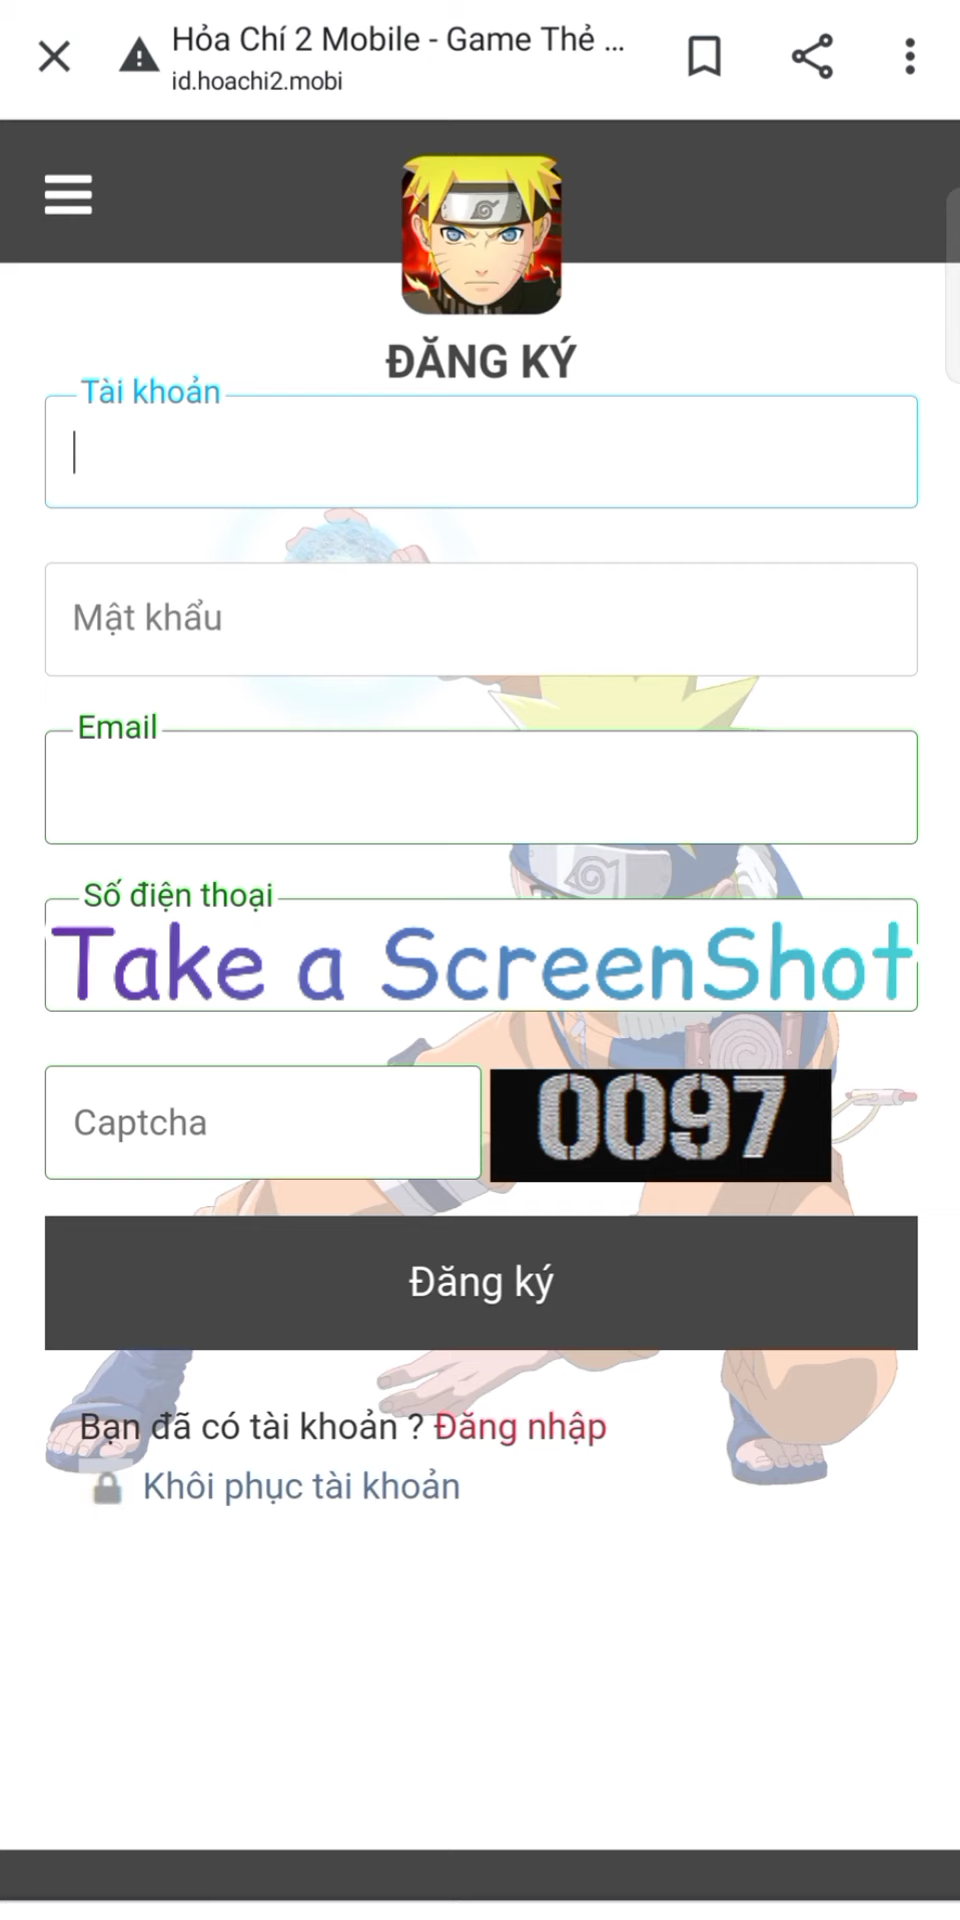 Hỏa Chí 2 Mobile - Game Thẻ ...
id.hoachi2.mobi
ĐĂNG KÝ
Tài khoản
Mật khẩu
Email
Số điện thoại
Take a ScreenShot
Captcha
0097
Đăng ký
Bạn đã có tài khoản ? Đăng nhập
Khôi phục tài khoản